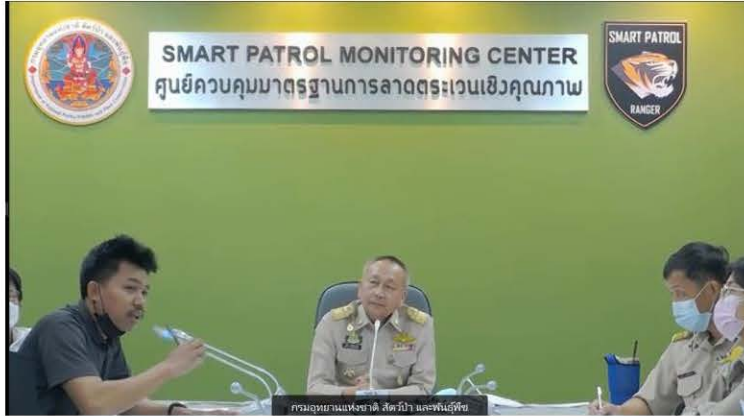 SMART PATROL MONITORING CENTER
ศูนย์ควบคุมมาตรฐานการลาดตระเวนเชิงคุณภาพ
SMART PATROL
RANGER
กรมอุทยานแห่งชาติ สัตว์ป่า และพันธุ์พืช